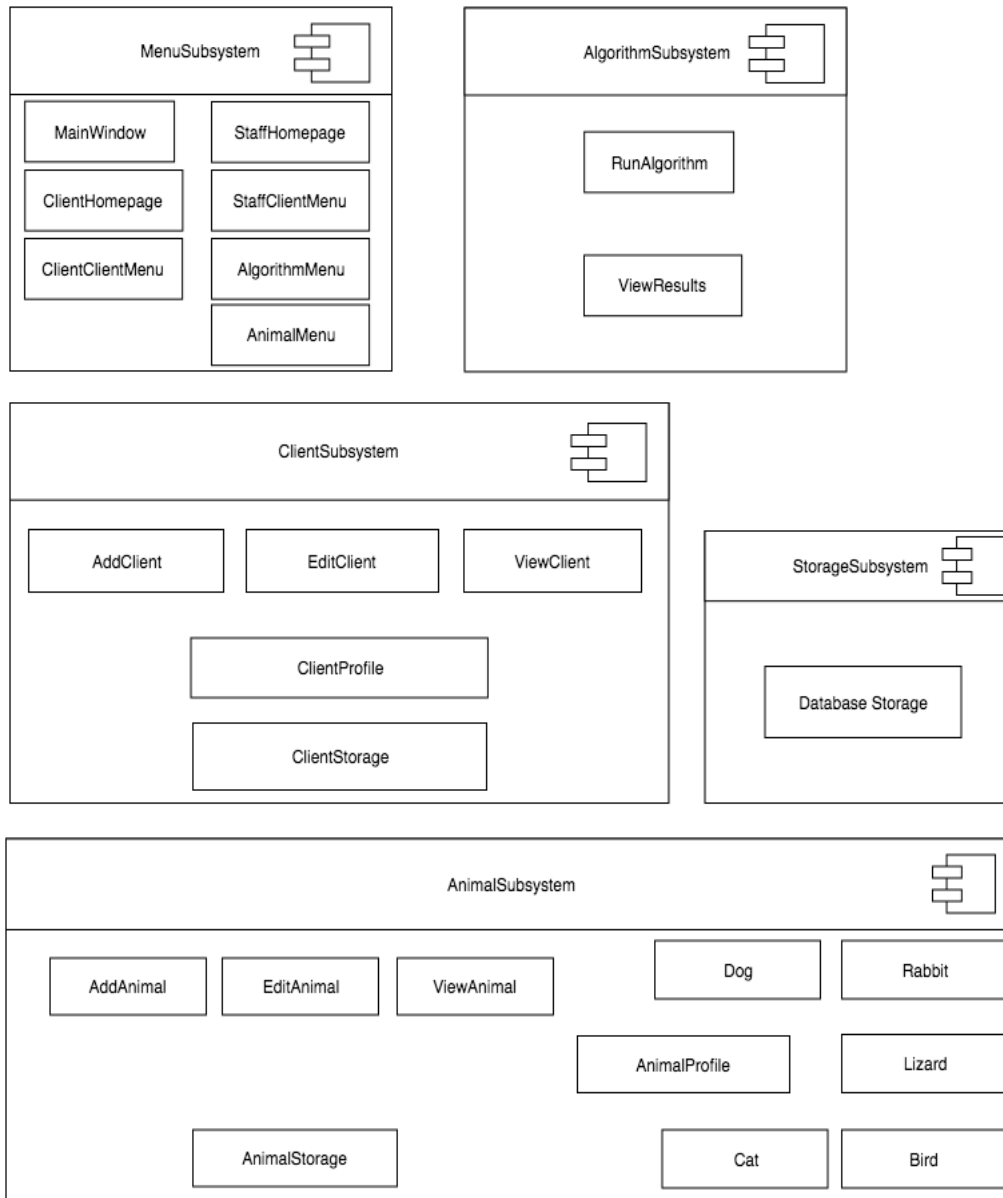 MenuSubsystem
MainWindow
StaffHomepage
ClientHomepage
StaffClientMenu
ClientClientMenu
AlgorithmMenu
AnimalMenu
AlgorithmSubsystem
RunAlgorithm
ViewResults
ClientSubsystem
AddClient
EditClient
ViewClient
ClientProfile
ClientStorage
StorageSubsystem
Database Storage
AnimalSubsystem
AddAnimal
EditAnimal
ViewAnimal
Dog
Rabbit
AnimalProfile
Lizard
AnimalStorage
Cat
Bird